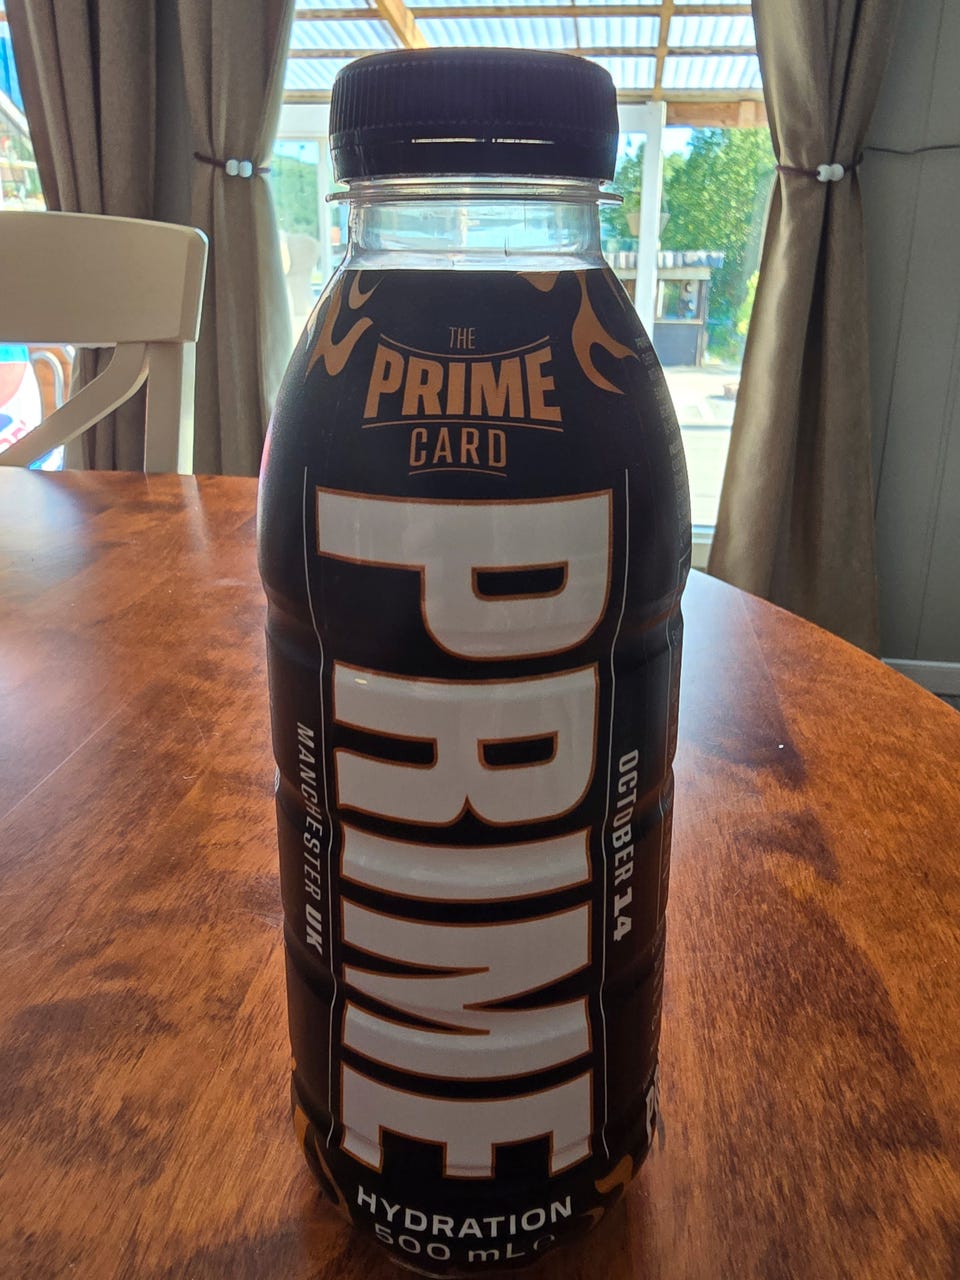 THE
PRIME
CARD
PRIME
MANCHESTER UK
OCTOBER 14
HYDRATION
500 mL